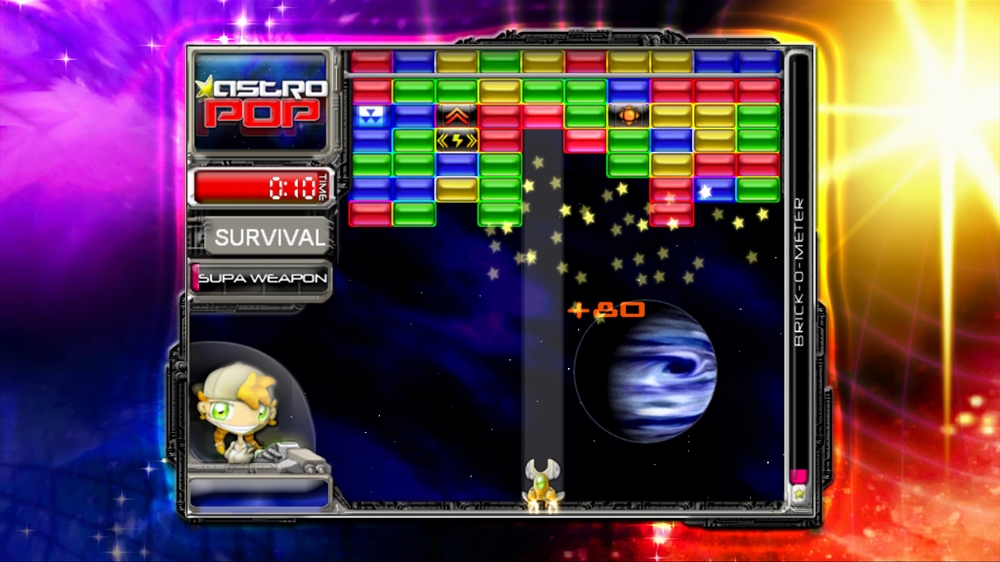 ASTRO
POP
0:10
TIME
SURVIVAL
SUPA WEAPON
+80
BRICK-O-METER